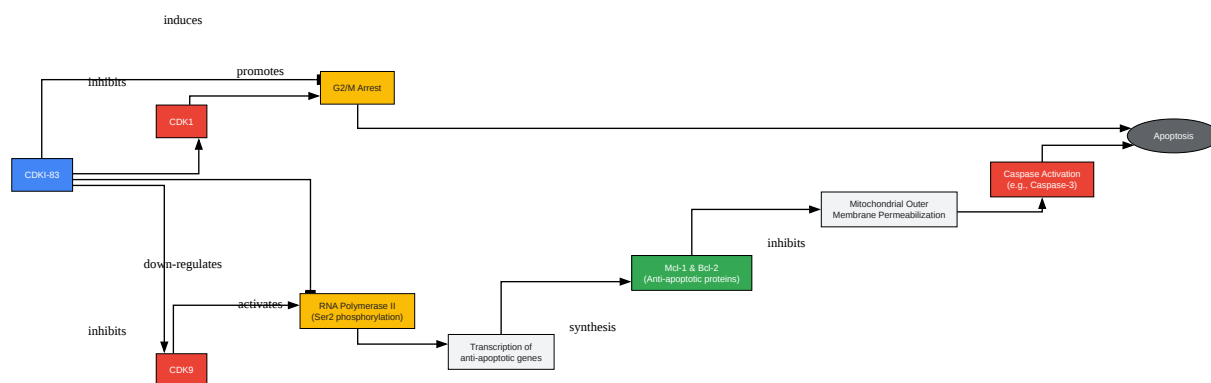 induces
promotes
inhibits
G2/M Arrest
CDK1
Apoptosis
CDKI-83
Caspase Activation
(e.g., Caspase-3)
Mitochondrial Outer
Membrane Permeabilization
inhibits
down-regulates
Mcl-1 & Bcl-2
(Anti-apoptotic proteins)
activates
RNA Polymerase II
(Ser2 phosphorylation)
inhibits
synthesis
Transcription of
anti-apoptotic genes
CDK9